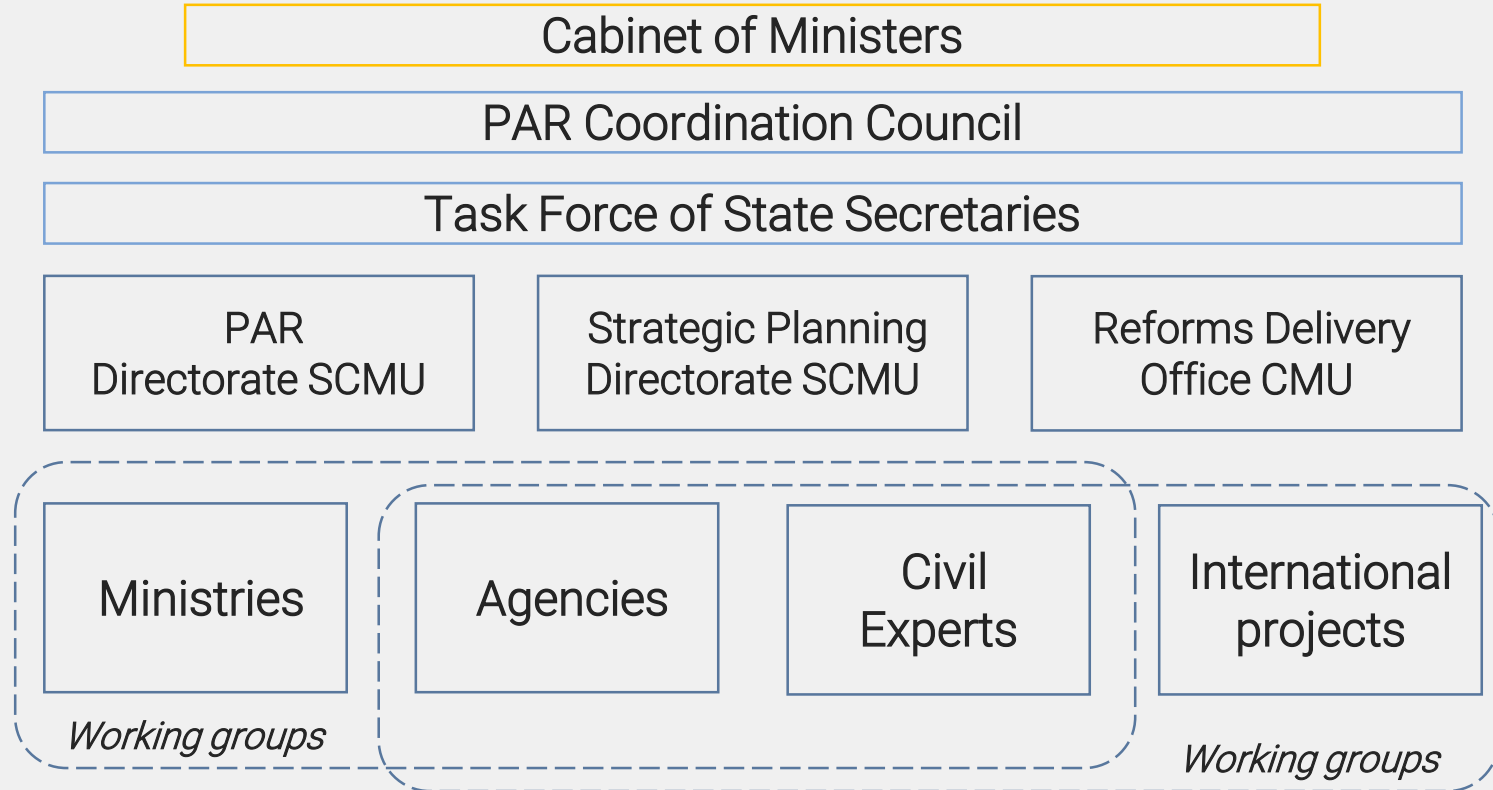 Cabinet of Ministers
PAR Coordination Council
Task Force of State Secretaries
PAR
Directorate SCMU
Strategic Planning
Directorate SCMU
Reforms Delivery
Office CMU
Ministries
Agencies
Civil
Experts
International
projects
Working groups
Working groups